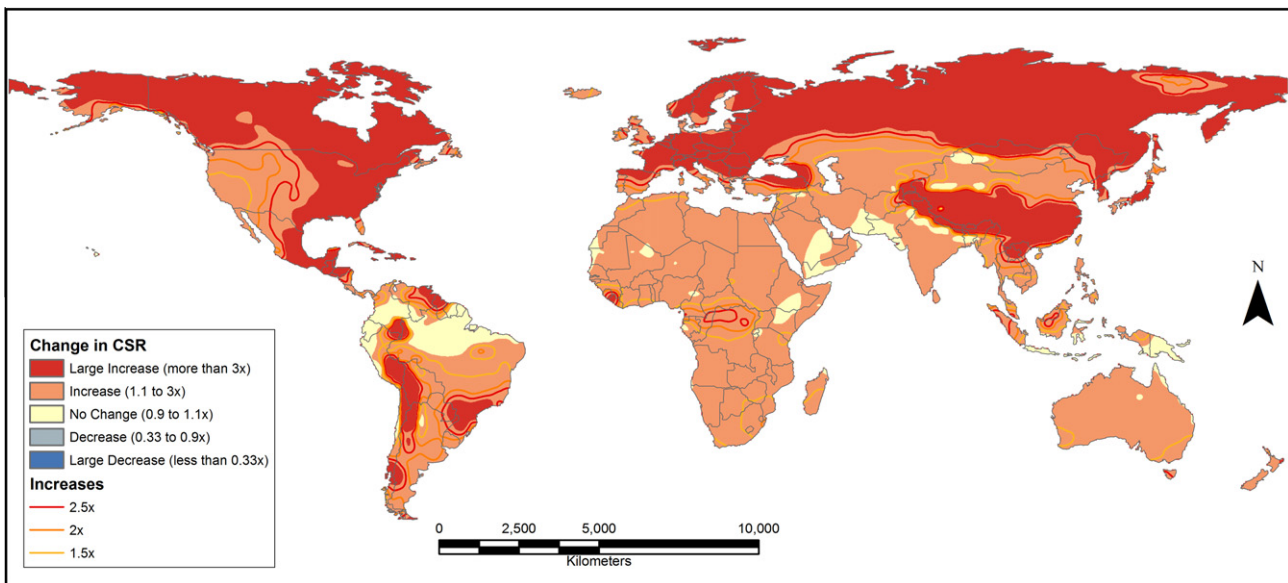 N
Change in CSR
Large Increase (more than 3x)
Increase (1.1 to 3x)
No Change (0.9 to 1.1x)
Decrease (0.33 to 0.9x)
Large Decrease (less than 0.33x)
Increases
2.5x
2x
1.5x
0 2,500 5,000 10,000
Kilometers